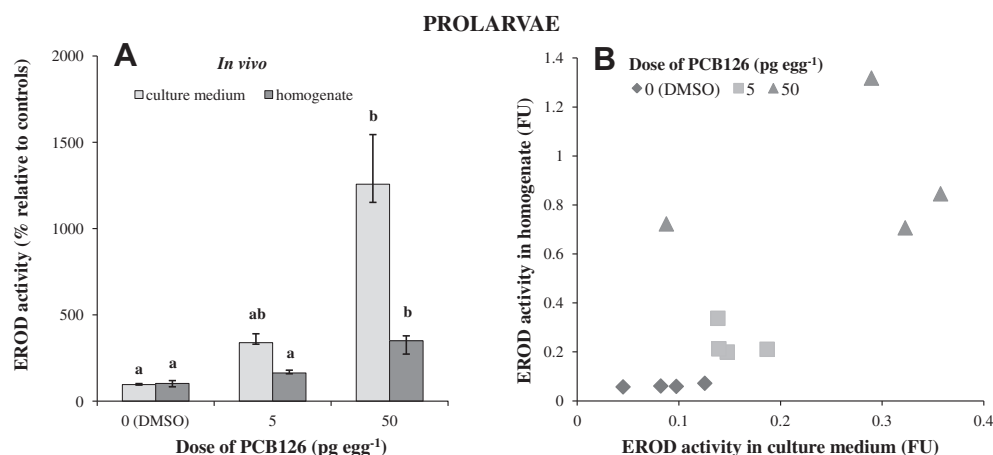 PROLARVAE
A
In vivo
culture medium
homogenate
EROD activity (% relative to controls)
2000
1500
1000
500
0
a
a
ab
a
b
b
0 (DMSO)
5
50
Dose of PCB126 (pg egg⁻¹)
B
Dose of PCB126 (pg egg⁻¹)
0 (DMSO)
5
50
EROD activity in homogenate (FU)
1.4
1.2
1
0.8
0.6
0.4
0.2
0
0
0.1
0.2
0.3
0.4
EROD activity in culture medium (FU)